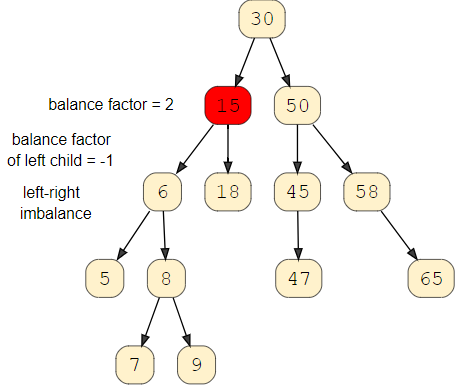 30
balance factor = 2
15
50
balance factor
of left child = -1
left-right
imbalance
6
18
45
58
5
8
47
65
7
9